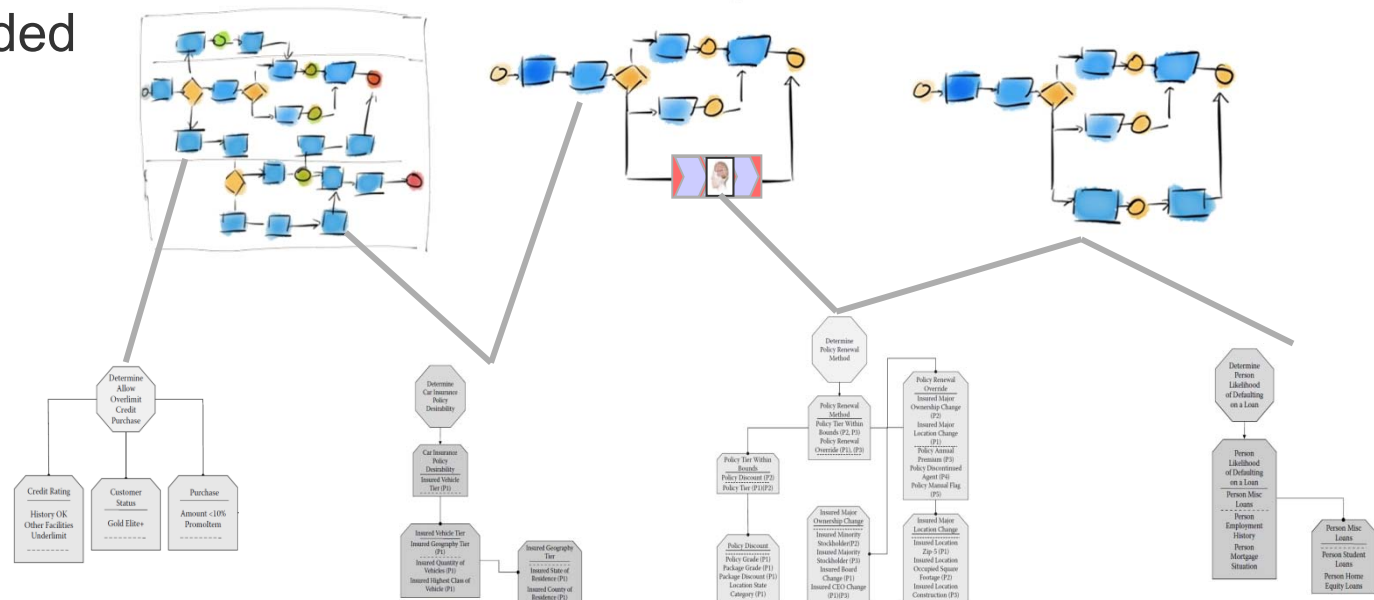 ded
Determine
Allow
Overlimit
Credit
Purchase
Credit Rating
History OK
Other Facilities
Underlimit
Customer
Status
Gold Elite+
Purchase
Amount <10%
PromoItem
Determine
Car Insurance
Policy
Desirability
Car Insurance
Policy
Desirability
Insured Vehicle
Tier (P1)
Insured Vehicle Tier
Insured Geography Tier
(P1)
Insured Quantity of
Vehicles (P1)
Insured Highest Class of
Vehicle (P1)
Insured Geography
Tier
Insured State of
Residence (P1)
Insured County of
Residence (P1)
Determine
Policy Renewal
Method
Policy Renewal
Method
Policy Tier Within
Bounds (P2, P3)
Policy Renewal
Override (P1), (P3)
Policy Renewal
Override
Insured Major
Ownership Change
(P2)
Insured Major
Location Change
(P1)
Policy Annual
Premium (P3)
Policy Discontinued
Agent (P4)
Policy Manual Flag
(P5)
Policy Tier Within
Bounds
Policy Discount (P2)
Policy Tier (P1)(P2)
Policy Discount
Policy Grade (P1)
Package Grade (P1)
Package Discount (P1)
Location State
Category (P1)
Insured Major
Ownership Change
Insured Minority
Stockholder(P2)
Insured Majority
Stockholder (P3)
Insured Board
Change (P1)
Insured CEO Change
(P1)(P3)
Insured Major
Location Change
Insured Location
Zip-5 (P1)
Insured Location
Occupied Square
Footage (P2)
Insured Location
Construction (P3)
Determine
Person
Likelihood
of Defaulting
on a Loan
Person
Likelihood
of Defaulting
on a Loan
Person Misc
Loans
Person
Employment
History
Person
Mortgage
Situation
Person Misc
Loans
Person Student
Loans
Person Home
Equity Loans